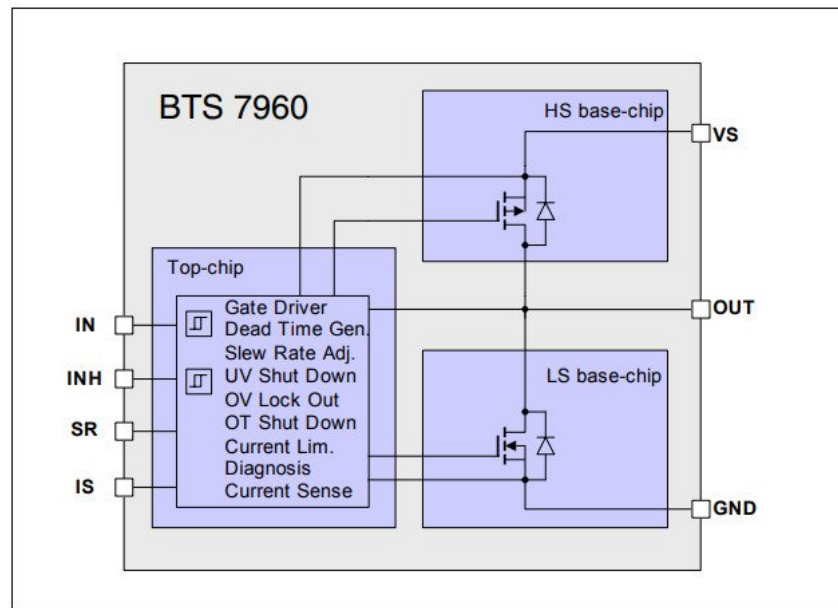 BTS 7960
HS base-chip
VS
Top-chip
Gate Driver
Dead Time Gen.
Slew Rate Adj.
UV Shut Down
OV Lock Out
OT Shut Down
Current Lim.
Diagnosis
Current Sense
IN
INH
SR
IS
OUT
LS base-chip
GND